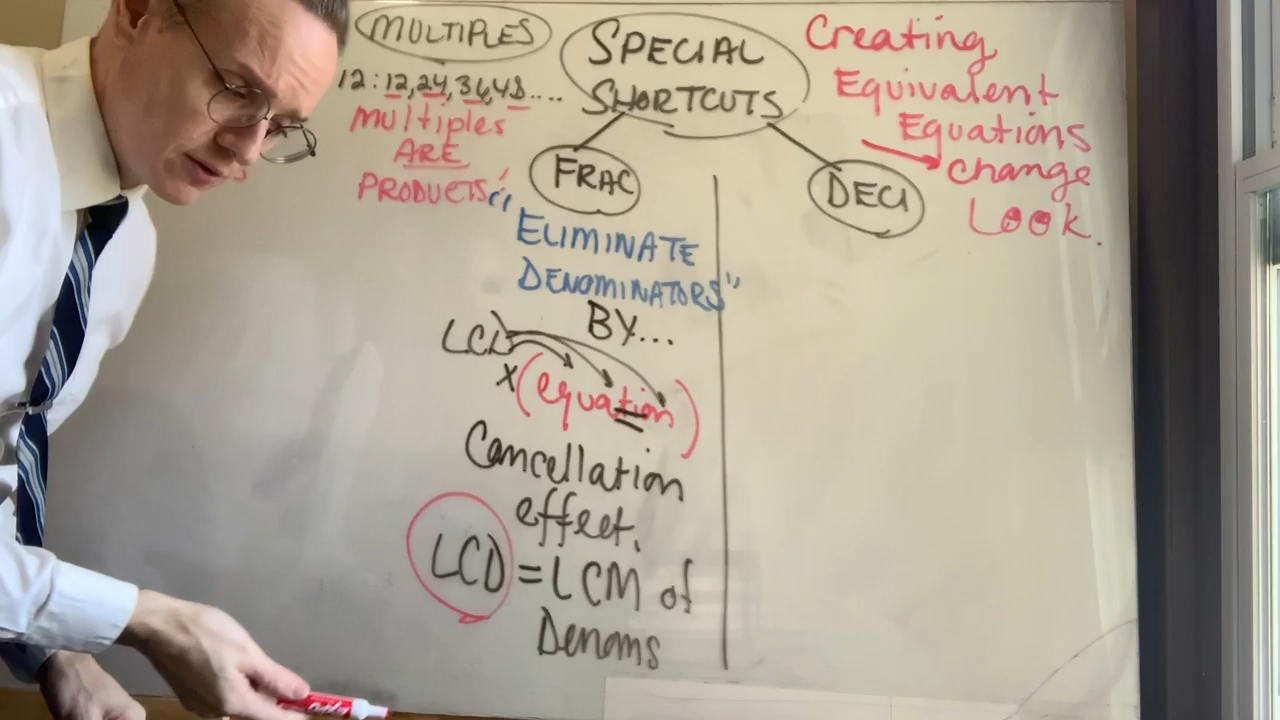 MULTIPLES
12: 12, 24, 36, 48....
multiples
ARE
PRODUCTS
SPECIAL
SHORTCUTS
FRAC
"ELIMINATE
DENOMINATORS"
BY...
LCD
x(equation)
Cancellation
effect.
LCD = LCM of
Denoms
DECI
Creating
Equivalent
Equations
change
Look.